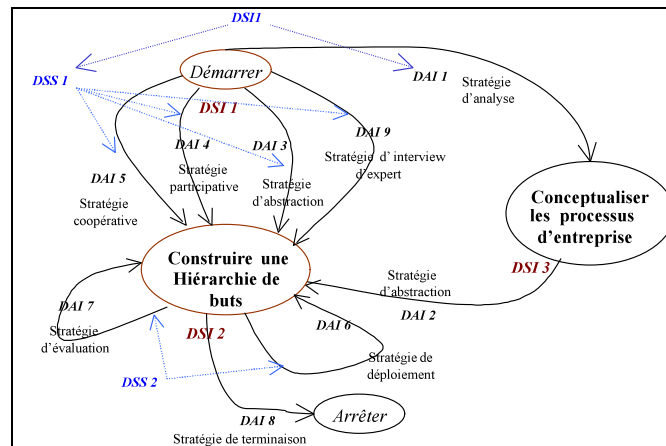 DSI1
DSS 1
Démarrer
DAI 1
Stratégie
d'analyse
DSI 1
DAI 9
DAI 4
DAI 3
Stratégie d' interview
d'expert
Stratégie
participative
DAI 5
Stratégie
d'abstraction
Stratégie
coopérative
Conceptualiser
les processus
d'entreprise
Construire une
Hiérarchie de
buts
DSI 3
Stratégie
d'abstraction
DAI 2
DAI 7
DAI 6
Stratégie
d'évaluation
DSI 2
Stratégie de
déploiement
DSS 2
DAI 8
Arrêter
Stratégie de terminaison